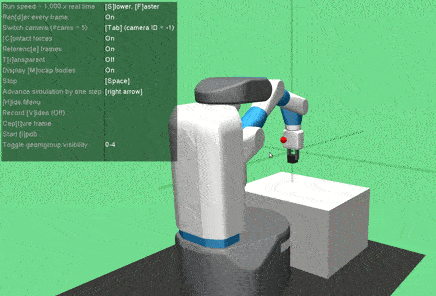 Run speed = 1.000 x real time [S]lower, [F]aster
Ren[d]er every frame On
Switch camera (#cams = 5) [Tab] (camera ID = -1)
[C]ontact forces On
Referenc[e] frames On
T[r]ansparent Off
Display [M]ocap bodies On
Stop [Space]
Advance simulation by one step [right arrow]
[H]ide Menu
Record [V]ideo (Off)
Cap[t]ure frame
Start [i]pdb
Toggle geomgroup visibility 0-4